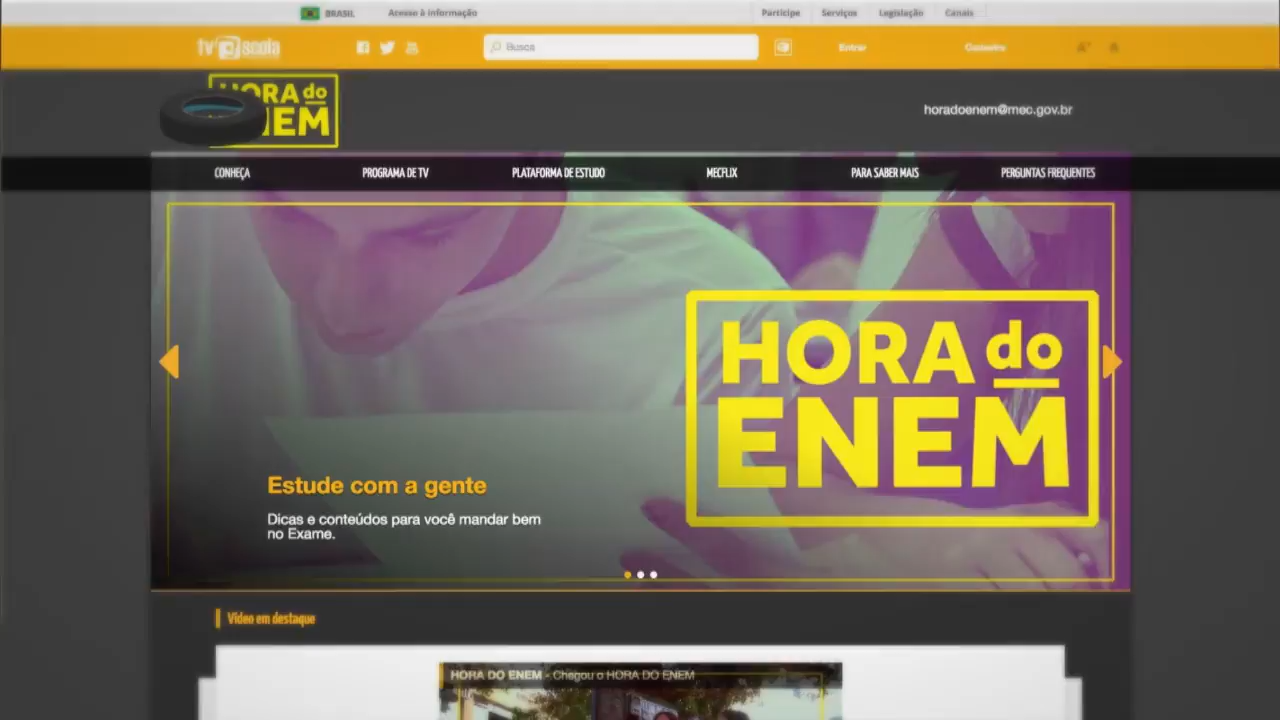 BRASIL Acesso à informação Participe Serviços Legislação Canais
tv escola Busca Entrar Cadastro
HORA do
ENEM
horadoenem@mec.gov.br
CONHEÇA PROGRAMA DE TV PLATAFORMA DE ESTUDO MECFLIX PARA SABER MAIS PERGUNTAS FREQUENTES
HORA do
ENEM
Estude com a gente
Dicas e conteúdos para você mandar bem
no Exame.
Vídeo em destaque
HORA DO ENEM - Chegou o HORA DO ENEM